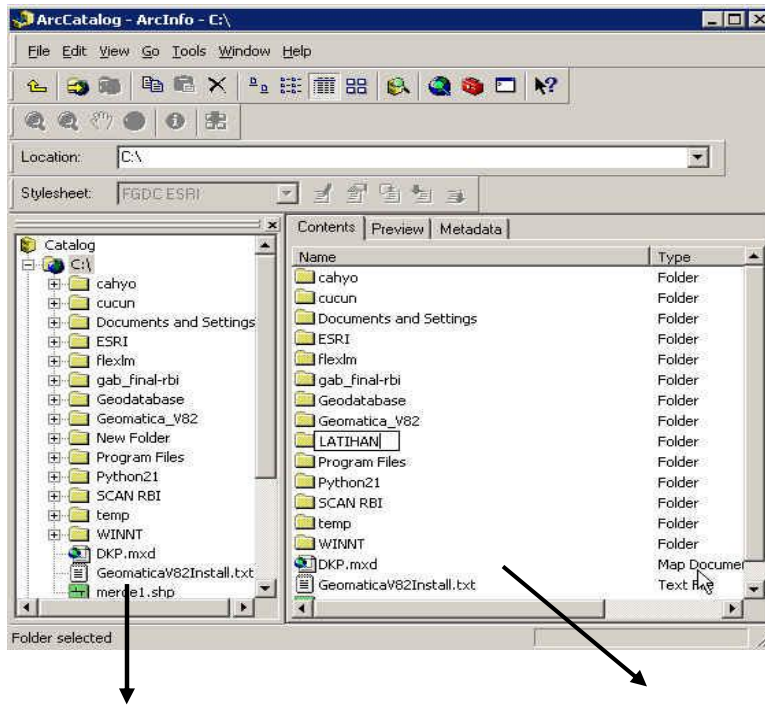 ArcCatalog - ArcInfo - C:\
File Edit View Go Tools Window Help
Location: C:\
Stylesheet: FGDC ESRI
Catalog
C:\
cahyo
cucun
Documents and Settings
ESRI
flexlm
gab_final-rbi
Geodatabase
Geomatica_V82
New Folder
Program Files
Python21
SCAN RBI
temp
WINNT
DKP.mxd
GeomaticaV82Install.txt
merge1.shp
Contents Preview Metadata
Name Type
cahyo Folder
cucun Folder
Documents and Settings Folder
ESRI Folder
flexlm Folder
gab_final-rbi Folder
Geodatabase Folder
Geomatica_V82 Folder
LATIHAN Folder
Program Files Folder
Python21 Folder
SCAN RBI Folder
temp Folder
WINNT Folder
DKP.mxd Map Documen
GeomaticaV82Install.txt Text File
Folder selected